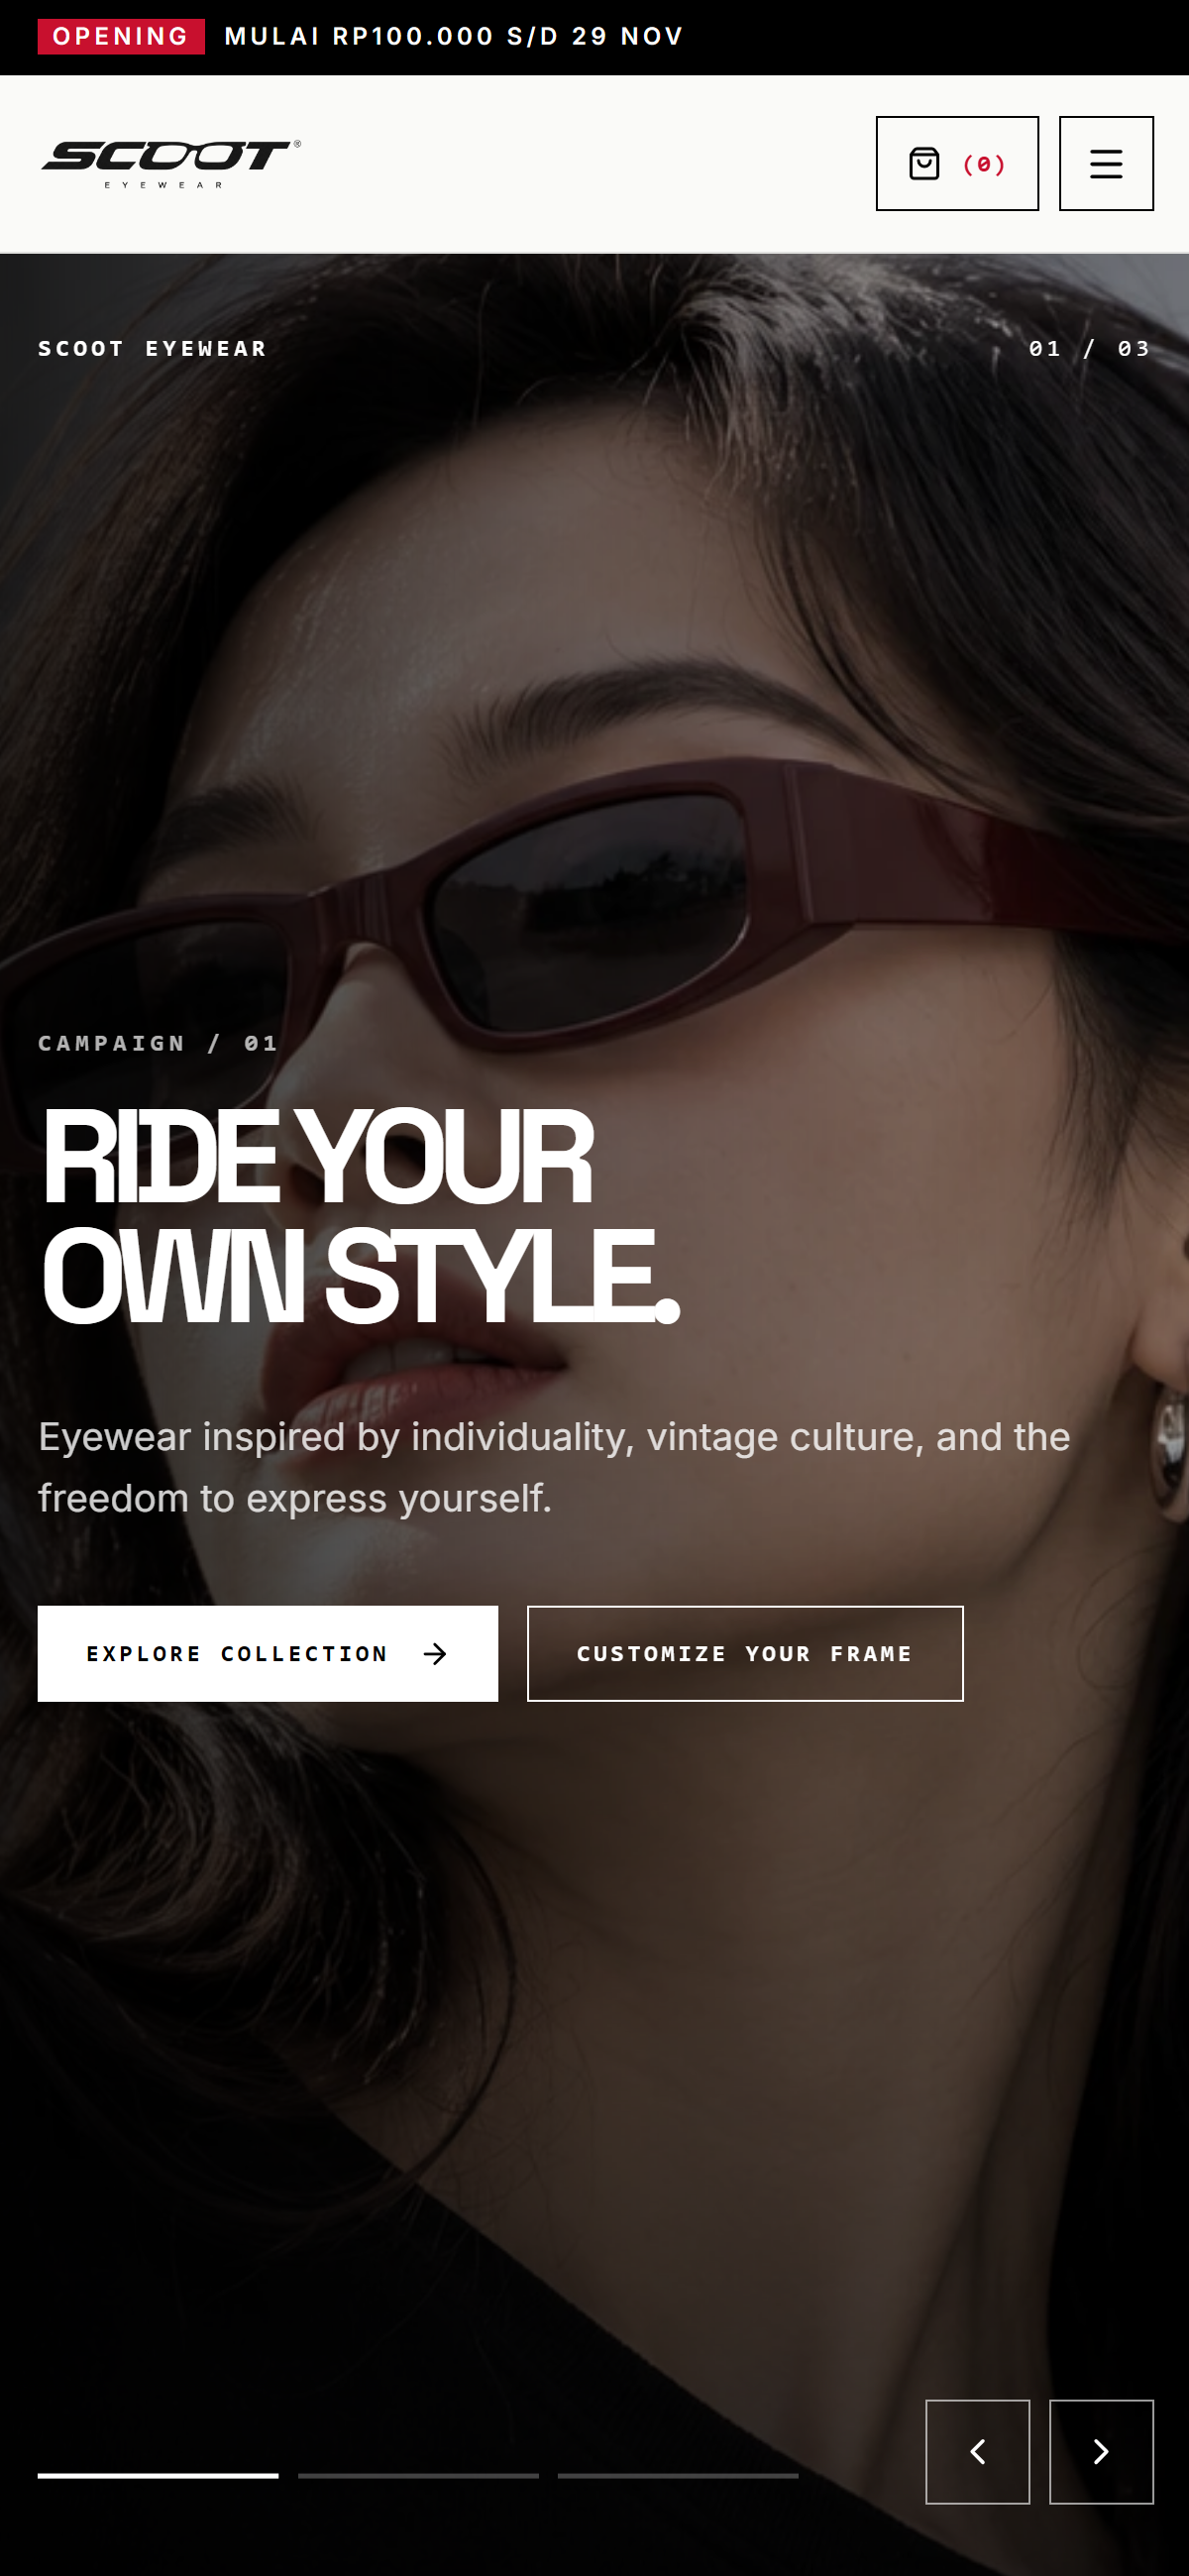 OPENING MULAI RP100.000 S/D 29 NOV
SCOOT®
EYEWEAR
(0)
SCOOT EYEWEAR
01 / 03
CAMPAIGN / 01
RIDE YOUR
OWN STYLE.
Eyewear inspired by individuality, vintage culture, and the
freedom to express yourself.
EXPLORE COLLECTION
CUSTOMIZE YOUR FRAME